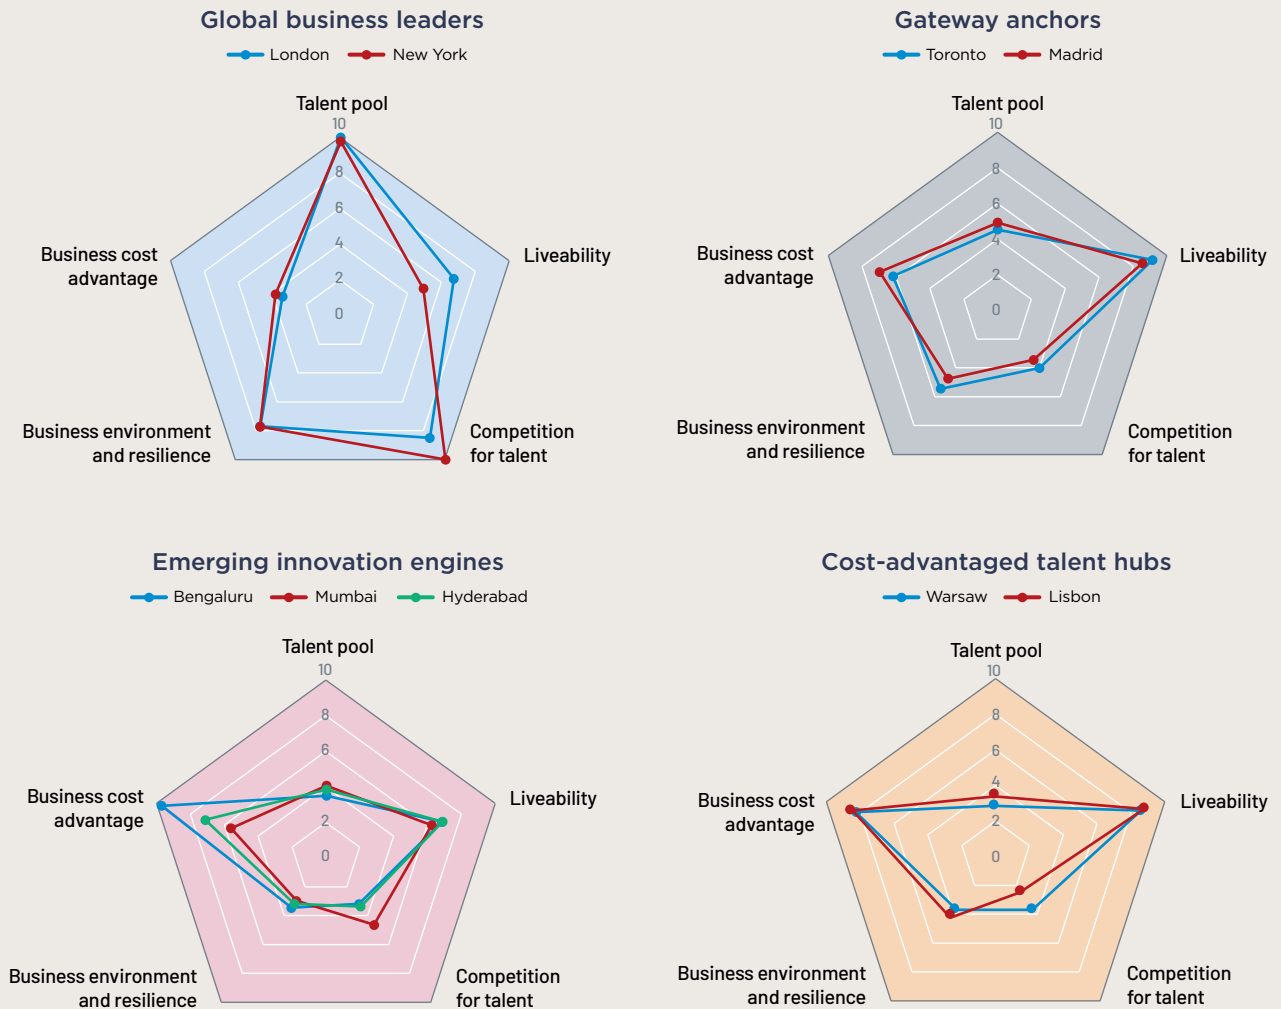 Global business leaders
London New York
Talent pool
10
8
6
4
2
0
Business cost
advantage
Liveability
Business environment
and resilience
Competition
for talent
Gateway anchors
Toronto Madrid
Talent pool
10
8
6
4
2
0
Business cost
advantage
Liveability
Business environment
and resilience
Competition
for talent
Emerging innovation engines
Bengaluru Mumbai Hyderabad
Talent pool
10
8
6
2
0
Business cost
advantage
Liveability
Business environment
and resilience
Competition
for talent
Cost-advantaged talent hubs
Warsaw Lisbon
Talent pool
10
8
6
4
2
0
Business cost
advantage
Liveability
Business environment
and resilience
Competition
for talent